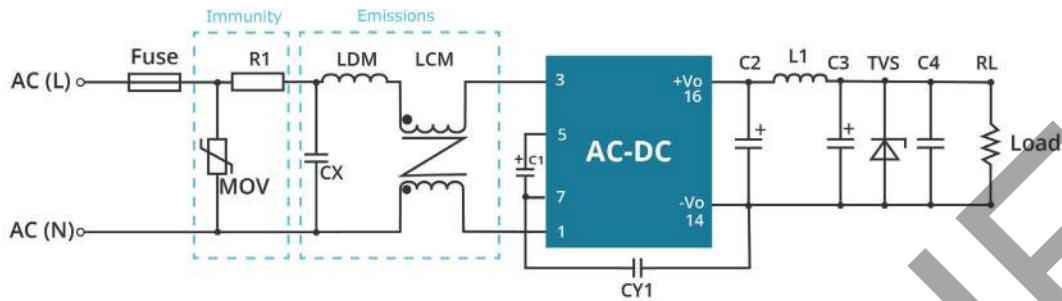 Immunity Emissions
Fuse R1 LDM LCM C2 L1 C3 TVS C4 RL
AC (L)
3 +Vo
16
5 AC-DC
C1
+ + +
CX MOV Load
7 -Vo
14
AC (N) 1
CY1